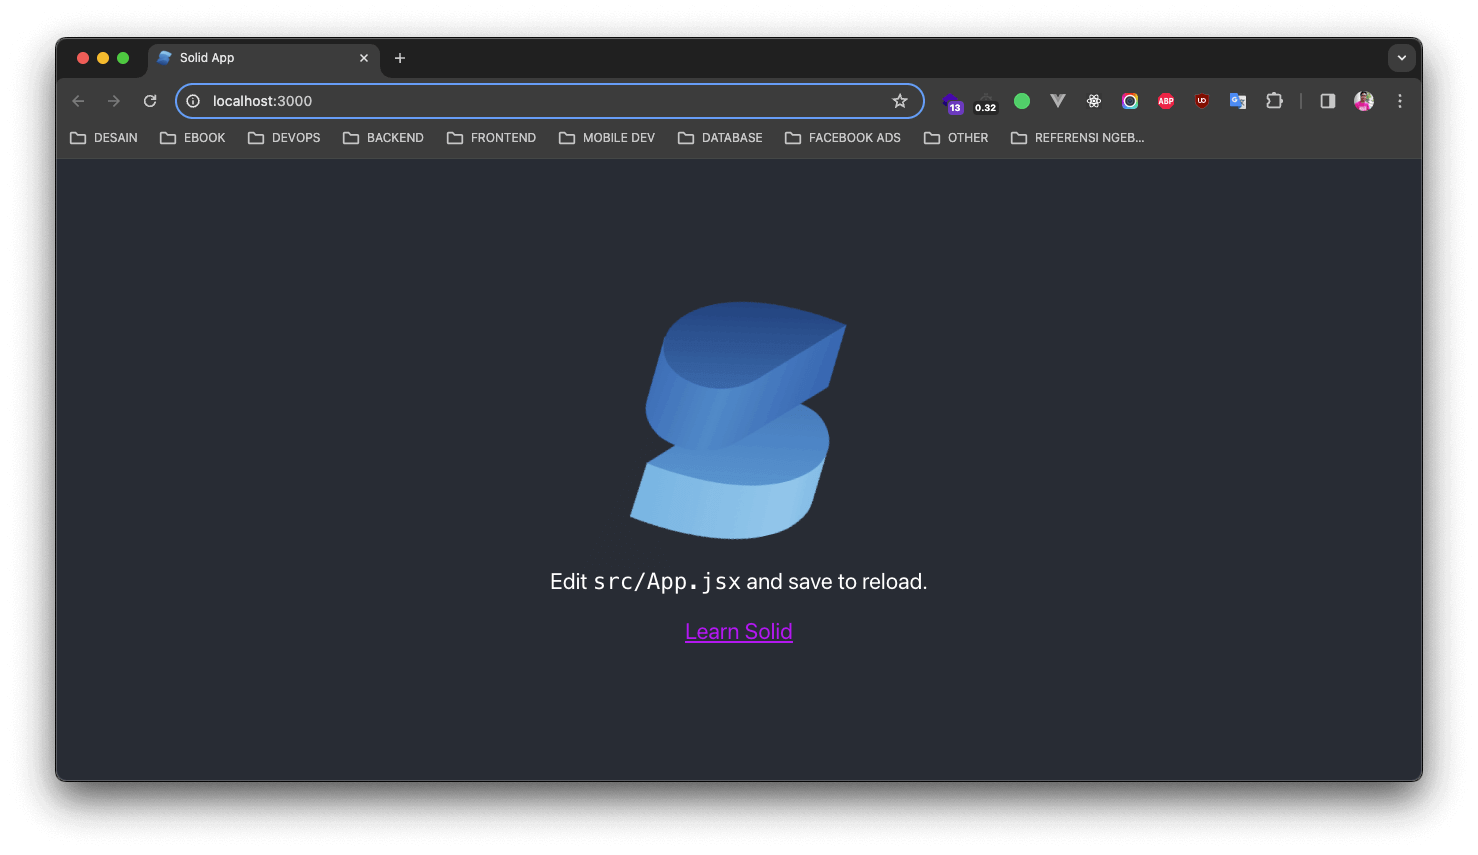 Solid App
localhost:3000
13
0.32
ABP
DESAIN EBOOK DEVOPS BACKEND FRONTEND MOBILE DEV DATABASE FACEBOOK ADS OTHER REFERENSI NGEB...
Edit src/App.jsx and save to reload.
Learn Solid